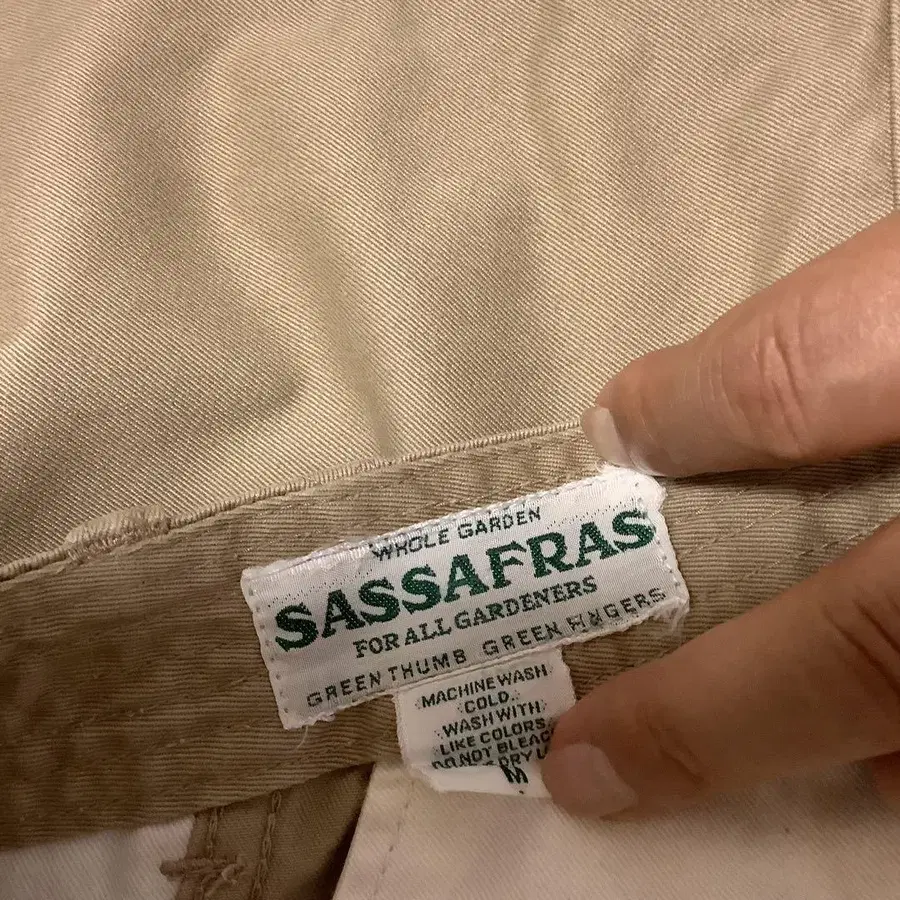 WHOLE GARDEN
SASSAFRAS
FOR ALL GARDENERS
GREEN THUMB GREEN FINGERS
MACHINE WASH
COLD.
WASH WITH
LIKE COLORS
DO NOT
DRY
M